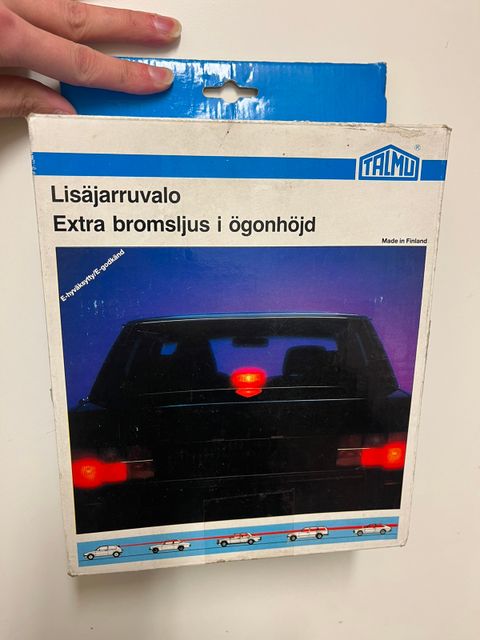 TALMU®
Lisäjarruvalo
Extra bromsljus i ögonhöjd
Made in Finland
E-hyväksytty/E-godkänd